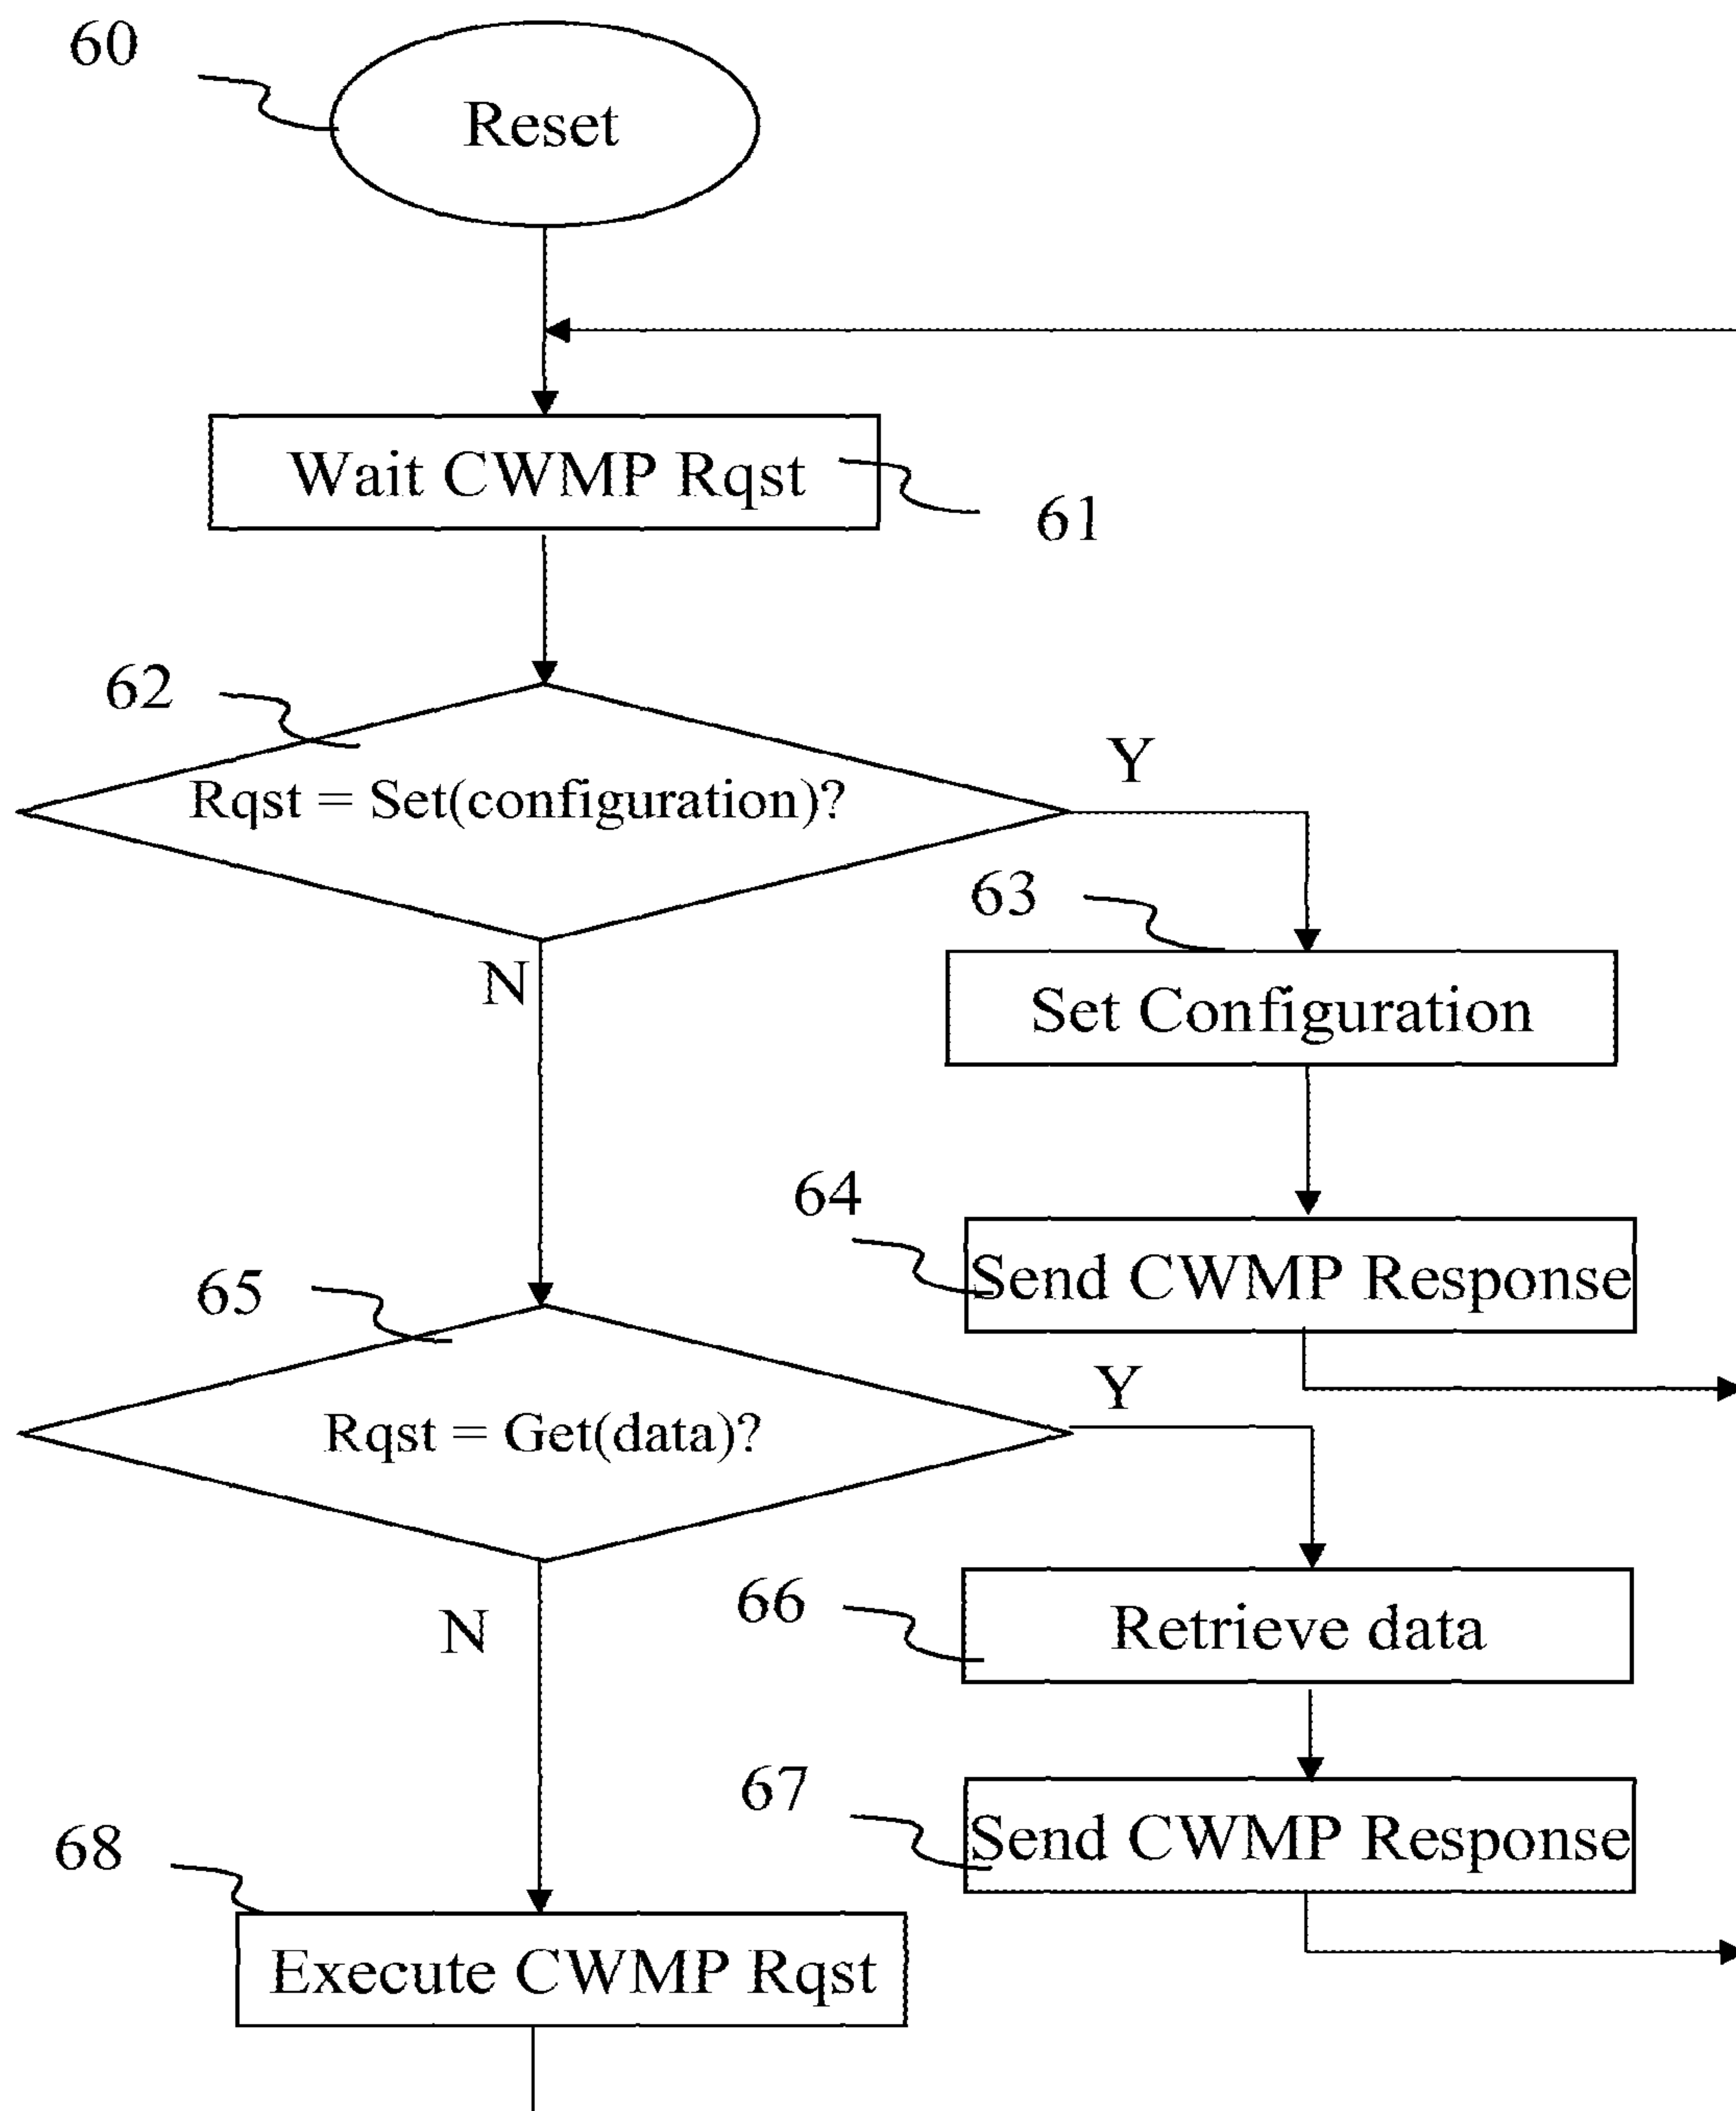 60
Reset
Wait CWMP Rqst
61
62
Rqst = Set(configuration)?
Y
N
63
Set Configuration
64
Send CWMP Response
65
Rqst = Get(data)?
Y
N
66
Retrieve data
67
Send CWMP Response
68
Execute CWMP Rqst